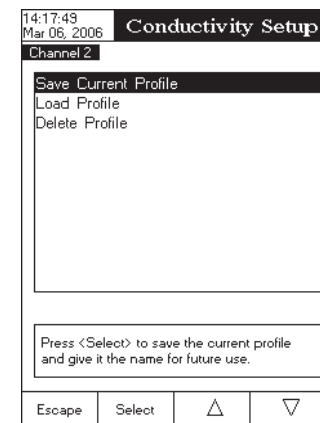 14:17:49
Mar 06, 2006
Conductivity Setup
Channel 2
Save Current Profile
Load Profile
Delete Profile
Press <Select> to save the current profile
and give it the name for future use.
Escape Select △ ▽